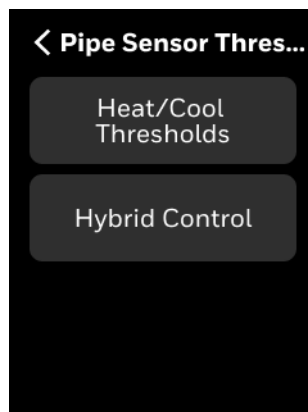 Pipe Sensor Thres...
Heat/Cool
Thresholds
Hybrid Control